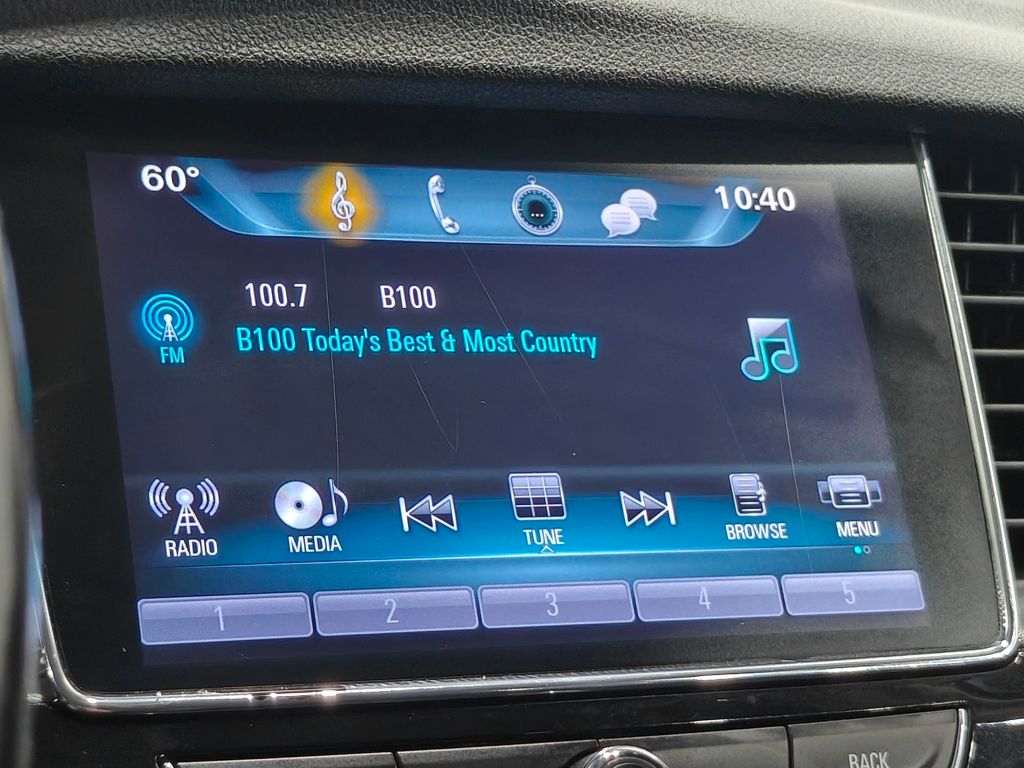 60° 10:40
100.7 B100
FM B100 Today's Best & Most Country
RADIO MEDIA TUNE BROWSE MENU
1 2 3 4 5
BACK